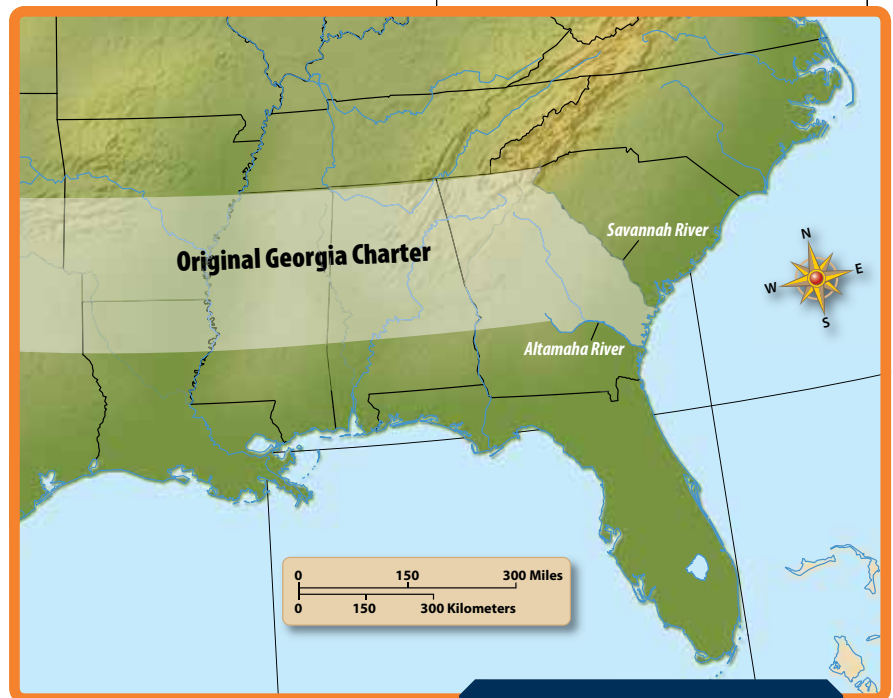 Original Georgia Charter
Savannah River
Altamaha River
N
W
E
S
0 150 300 Miles
0 150 300 Kilometers